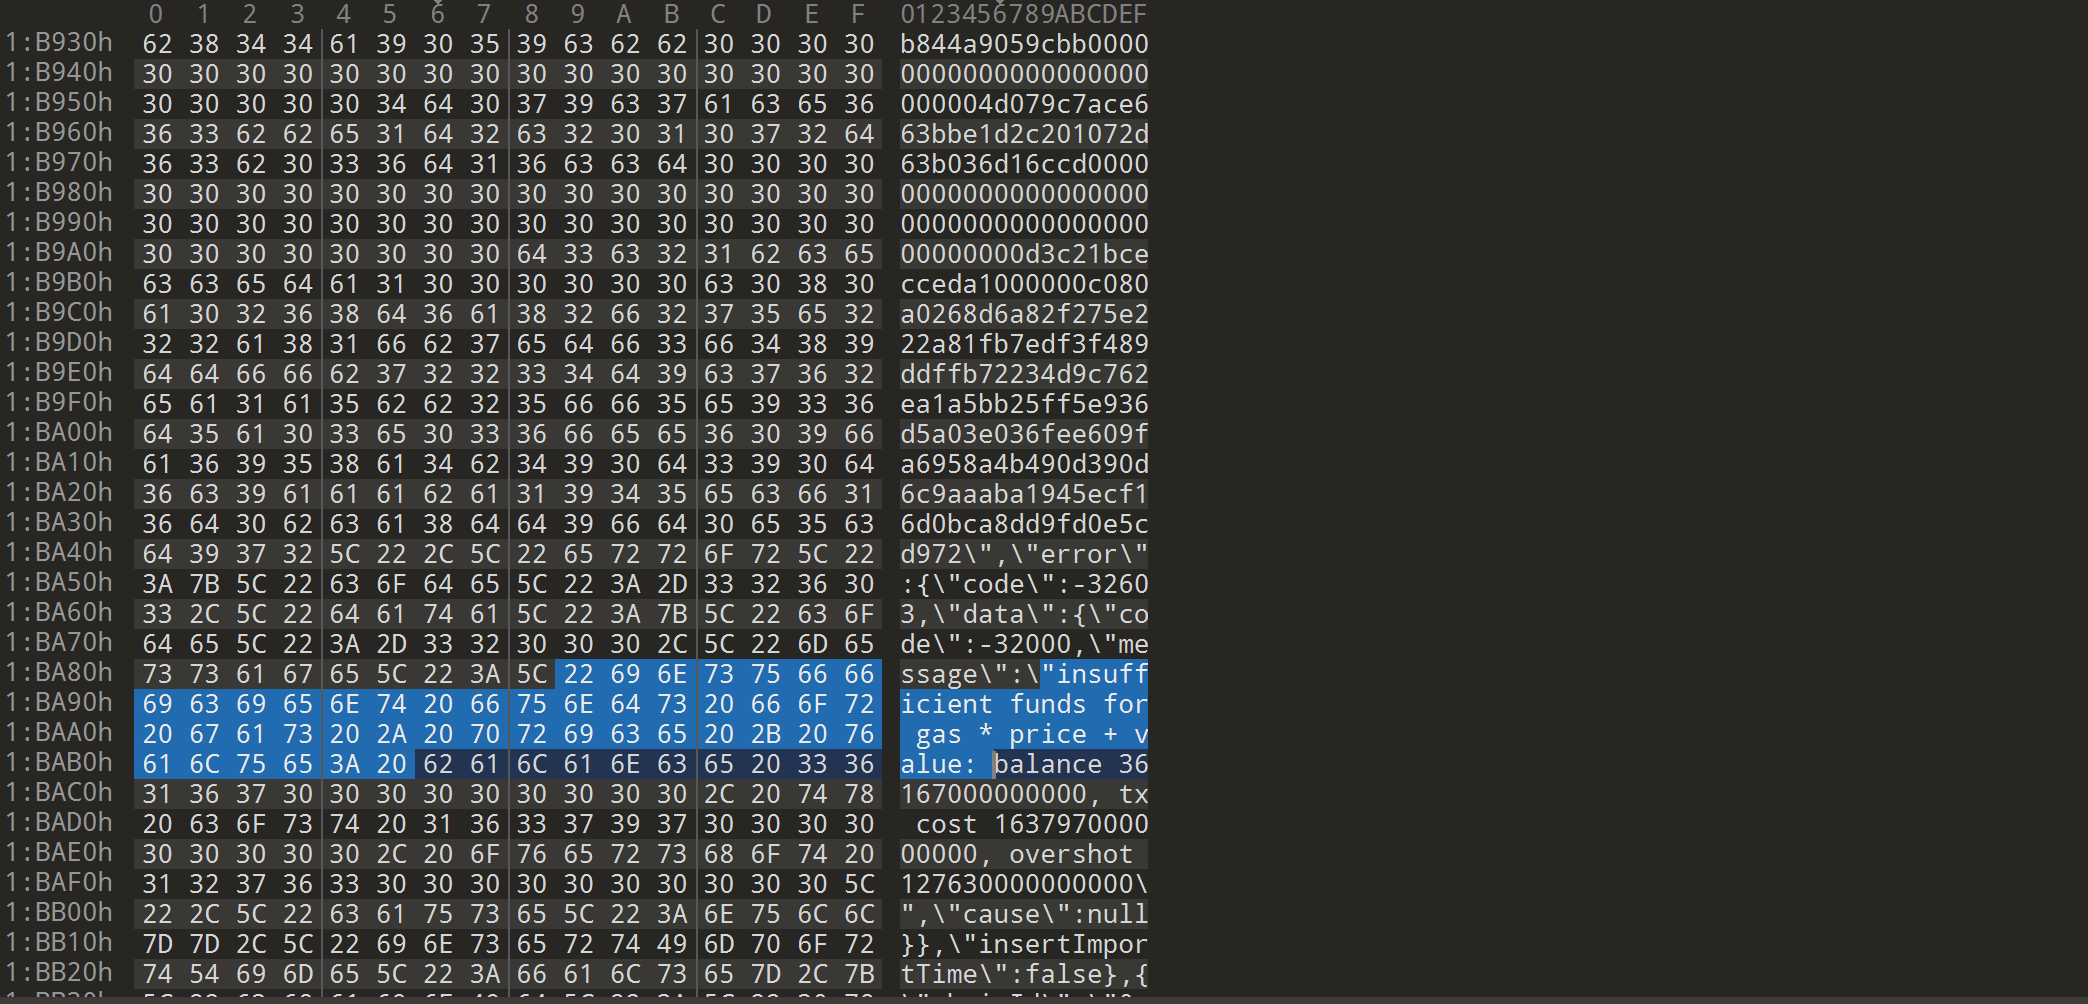 0 1 2 3 4 5 6 7 8 9 A B C D E F 0123456789ABCDEF
1:B930h 62 38 34 34 61 39 30 35 39 63 62 62 30 30 30 30 b844a9059cbb0000
1:B940h 30 30 30 30 30 30 30 30 30 30 30 30 30 30 30 30 0000000000000000
1:B950h 30 30 30 30 30 34 64 30 37 39 63 37 61 63 65 36 000004d079c7ace6
1:B960h 36 33 62 62 65 31 64 32 63 32 30 31 30 37 32 64 63bbe1d2c201072d
1:B970h 36 33 62 30 33 36 64 31 36 63 63 64 30 30 30 30 63b036d16ccd0000
1:B980h 30 30 30 30 30 30 30 30 30 30 30 30 30 30 30 30 0000000000000000
1:B990h 30 30 30 30 30 30 30 30 30 30 30 30 30 30 30 30 0000000000000000
1:B9A0h 30 30 30 30 30 30 30 30 64 33 63 32 31 62 63 65 00000000d3c21bce
1:B9B0h 63 63 65 64 61 31 30 30 30 30 30 30 63 30 38 30 cceda1000000c080
1:B9C0h 61 30 32 36 38 64 36 61 38 32 66 32 37 35 65 32 a0268d6a82f275e2
1:B9D0h 32 32 61 38 31 66 62 37 65 64 66 33 66 34 38 39 22a81fb7edf3f489
1:B9E0h 64 64 66 66 62 37 32 32 33 34 64 39 63 37 36 32 ddffb72234d9c762
1:B9F0h 65 61 31 61 35 62 62 32 35 66 66 35 65 39 33 36 ea1a5bb25ff5e936
1:BA00h 64 35 61 30 33 65 30 33 36 66 65 65 36 30 39 66 d5a03e036fee609f
1:BA10h 61 36 39 35 38 61 34 62 34 39 30 64 33 39 30 64 a6958a4b490d390d
1:BA20h 36 63 39 61 61 61 62 61 31 39 34 35 65 63 66 31 6c9aaaba1945ecf1
1:BA30h 36 64 30 62 63 61 38 64 64 39 66 64 30 65 35 63 6d0bca8dd9fd0e5c
1:BA40h 64 39 37 32 5C 22 2C 5C 22 65 72 72 6F 72 5C 22 d972\",\"error\"
1:BA50h 3A 7B 5C 22 63 6F 64 65 5C 22 3A 2D 33 32 36 30 :{\"code\":-3260
1:BA60h 33 2C 5C 22 64 61 74 61 5C 22 3A 7B 5C 22 63 6F 3,\"data\":{\"co
1:BA70h 64 65 5C 22 3A 2D 33 32 30 30 30 2C 5C 22 6D 65 de\":-32000,\"me
1:BA80h 73 73 61 67 65 5C 22 3A 5C 22 69 6E 73 75 66 66 ssage\":\"insuff
1:BA90h 69 63 69 65 6E 74 20 66 75 6E 64 73 20 66 6F 72 icient funds for
1:BAA0h 20 67 61 73 20 2A 20 70 72 69 63 65 20 2B 20 76 gas * price + v
1:BAB0h 61 6C 75 65 3A 20 62 61 6C 61 6E 63 65 20 33 36 alue: balance 36
1:BAC0h 31 36 37 30 30 30 30 30 30 30 30 30 2C 20 74 78 167000000000, tx
1:BAD0h 20 63 6F 73 74 20 31 36 33 37 39 37 30 30 30 30 cost 1637970000
1:BAE0h 30 30 30 30 30 2C 20 6F 76 65 72 73 68 6F 74 20 00000, overshot
1:BAF0h 31 32 37 36 33 30 30 30 30 30 30 30 30 30 30 5C 127630000000000\
1:BB00h 22 2C 5C 22 63 61 75 73 65 5C 22 3A 6E 75 6C 6C ",\"cause\":null
1:BB10h 7D 7D 2C 5C 22 69 6E 73 65 72 74 49 6D 70 6F 72 }},\"insertImpor
1:BB20h 74 54 69 6D 65 5C 22 3A 66 61 6C 73 65 7D 2C 7B tTime\":false},{